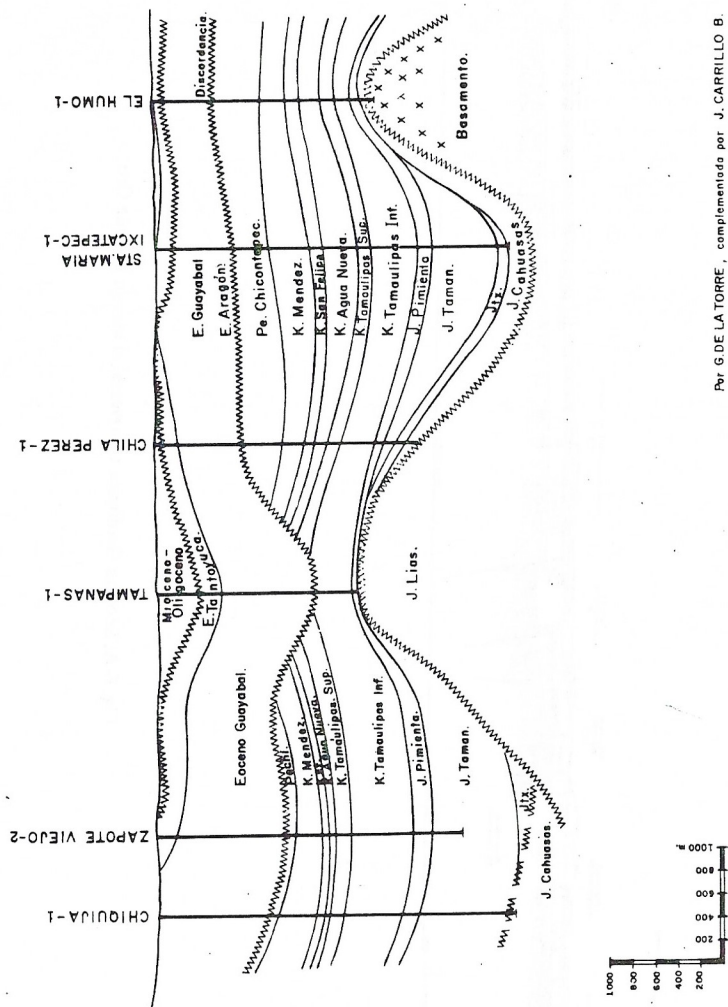 CHIQUIJA-1
ZAPOTE VIEJO-2
TAMPANAS-1
CHILA PEREZ-1
STA. MARIA
IXCATEPEC-1
EL HUMO-1
Mioceno-
Oligoceno
E. Tantoyuca.
Eoceno Guayabal.
Pechi.
K. Mendez.
K. Agua Nueva.
K. Tamaulipas. Sup.
K. Tamaulipas Inf.
J. Pimienta.
J. Taman.
Jtx.
J. Cahuasas.
J. Lias.
E. Guayabal
E. Aragón.
Pe. Chicontepec.
K. Mendez.
K. San Felipe.
K. Agua Nueva.
K Tamaulipas Sup.
K. Tamaulipas Inf.
J. Pimienta
J. Taman.
Jtx.
J. Cahuasas
Discordancia.
Basamento.
1000
800
600
400
200
200
400
600
800
1000 m.
Por G. DE LA TORRE, complementada por J. CARRILLO B.